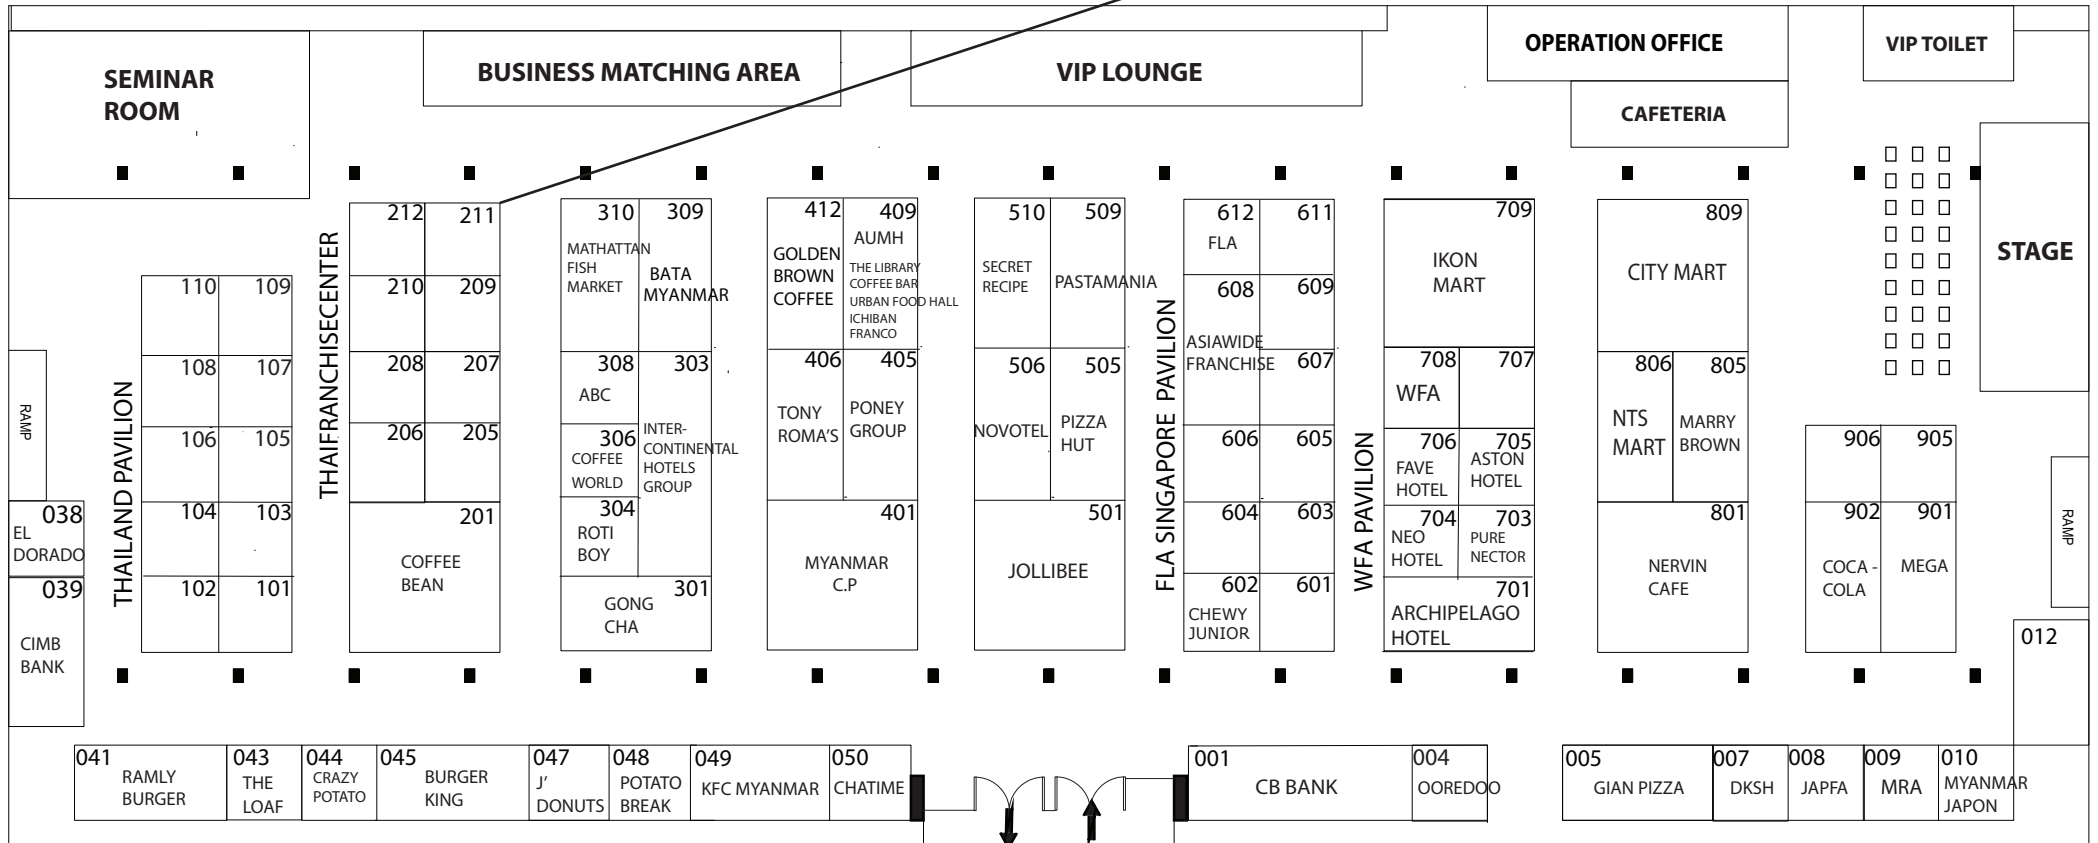 SEMINAR
ROOM
BUSINESS MATCHING AREA
VIP LOUNGE
OPERATION OFFICE
CAFETERIA
VIP TOILET
STAGE
RAMP
038
EL
DORADO
039
CIMB
BANK
THAILAND PAVILION
110
109
108
107
106
105
104
103
102
101
THAIFRANCHISECENTER
212
211
210
209
208
207
206
205
201
COFFEE
BEAN
310
MATHATTAN
FISH
MARKET
309
BATA
MYANMAR
308
ABC
303
INTER-
CONTINENTAL
HOTELS
GROUP
306
COFFEE
WORLD
304
ROTI
BOY
301
GONG
CHA
412
GOLDEN
BROWN
COFFEE
409
AUMH
THE LIBRARY
COFFEE BAR
URBAN FOOD HALL
ICHIBAN
FRANCO
406
TONY
ROMA'S
405
PONEY
GROUP
401
MYANMAR
C.P
510
SECRET
RECIPE
509
PASTAMANIA
506
NOVOTEL
505
PIZZA
HUT
501
JOLLIBEE
FLA SINGAPORE PAVILION
612
FLA
611
608
ASIAWIDE
FRANCHISE
609
607
606
605
604
603
602
CHEWY
JUNIOR
601
WFA PAVILION
709
IKON
MART
708
WFA
707
706
FAVE
HOTEL
705
ASTON
HOTEL
704
NEO
HOTEL
703
PURE
NECTOR
701
ARCHIPELAGO
HOTEL
809
CITY MART
806
NTS
MART
805
MARRY
BROWN
801
NERVIN
CAFE
906
905
902
COCA -
COLA
901
MEGA
RAMP
012
041
RAMLY
BURGER
043
THE
LOAF
044
CRAZY
POTATO
045
BURGER
KING
047
J'
DONUTS
048
POTATO
BREAK
049
KFC MYANMAR
050
CHATIME
001
CB BANK
004
OOREDOO
005
GIAN PIZZA
007
DKSH
008
JAPFA
009
MRA
010
MYANMAR
JAPON